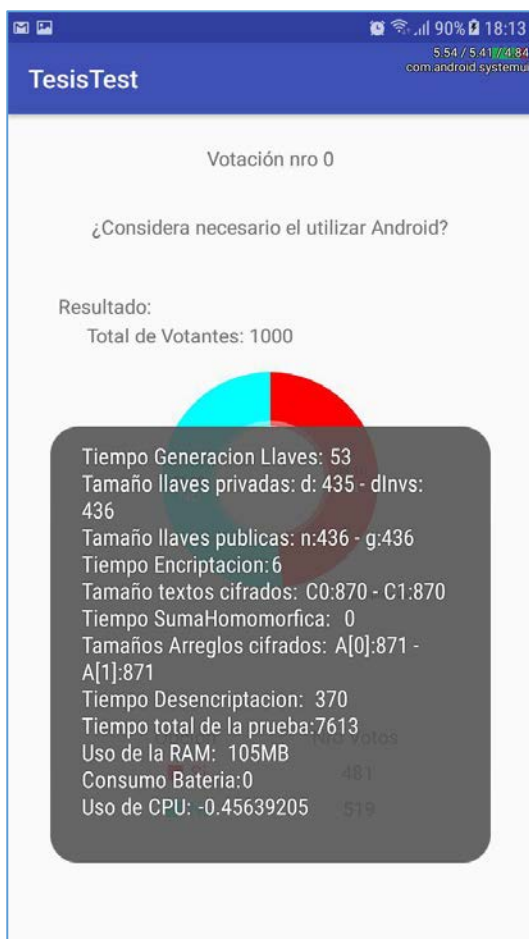 90% 18:13
5.54 / 5.41 / 4.84
com.android.systemui
TesisTest
Votación nro 0
¿Considera necesario el utilizar Android?
Resultado:
Total de Votantes: 1000
Tiempo Generacion Llaves: 53
Tamaño llaves privadas: d: 435 - dInvs:
436
Tamaño llaves publicas: n:436 - g:436
Tiempo Encriptacion:6
Tamaño textos cifrados: C0:870 - C1:870
Tiempo SumaHomomorfica: 0
Tamaños Arreglos cifrados: A[0]:871 -
A[1]:871
Tiempo Desencriptacion: 370
Tiempo total de la prueba:7613
Votos
Uso de la RAM: 105MB
481
Consumo Bateria:0
Uso de CPU: -0.45639205
519